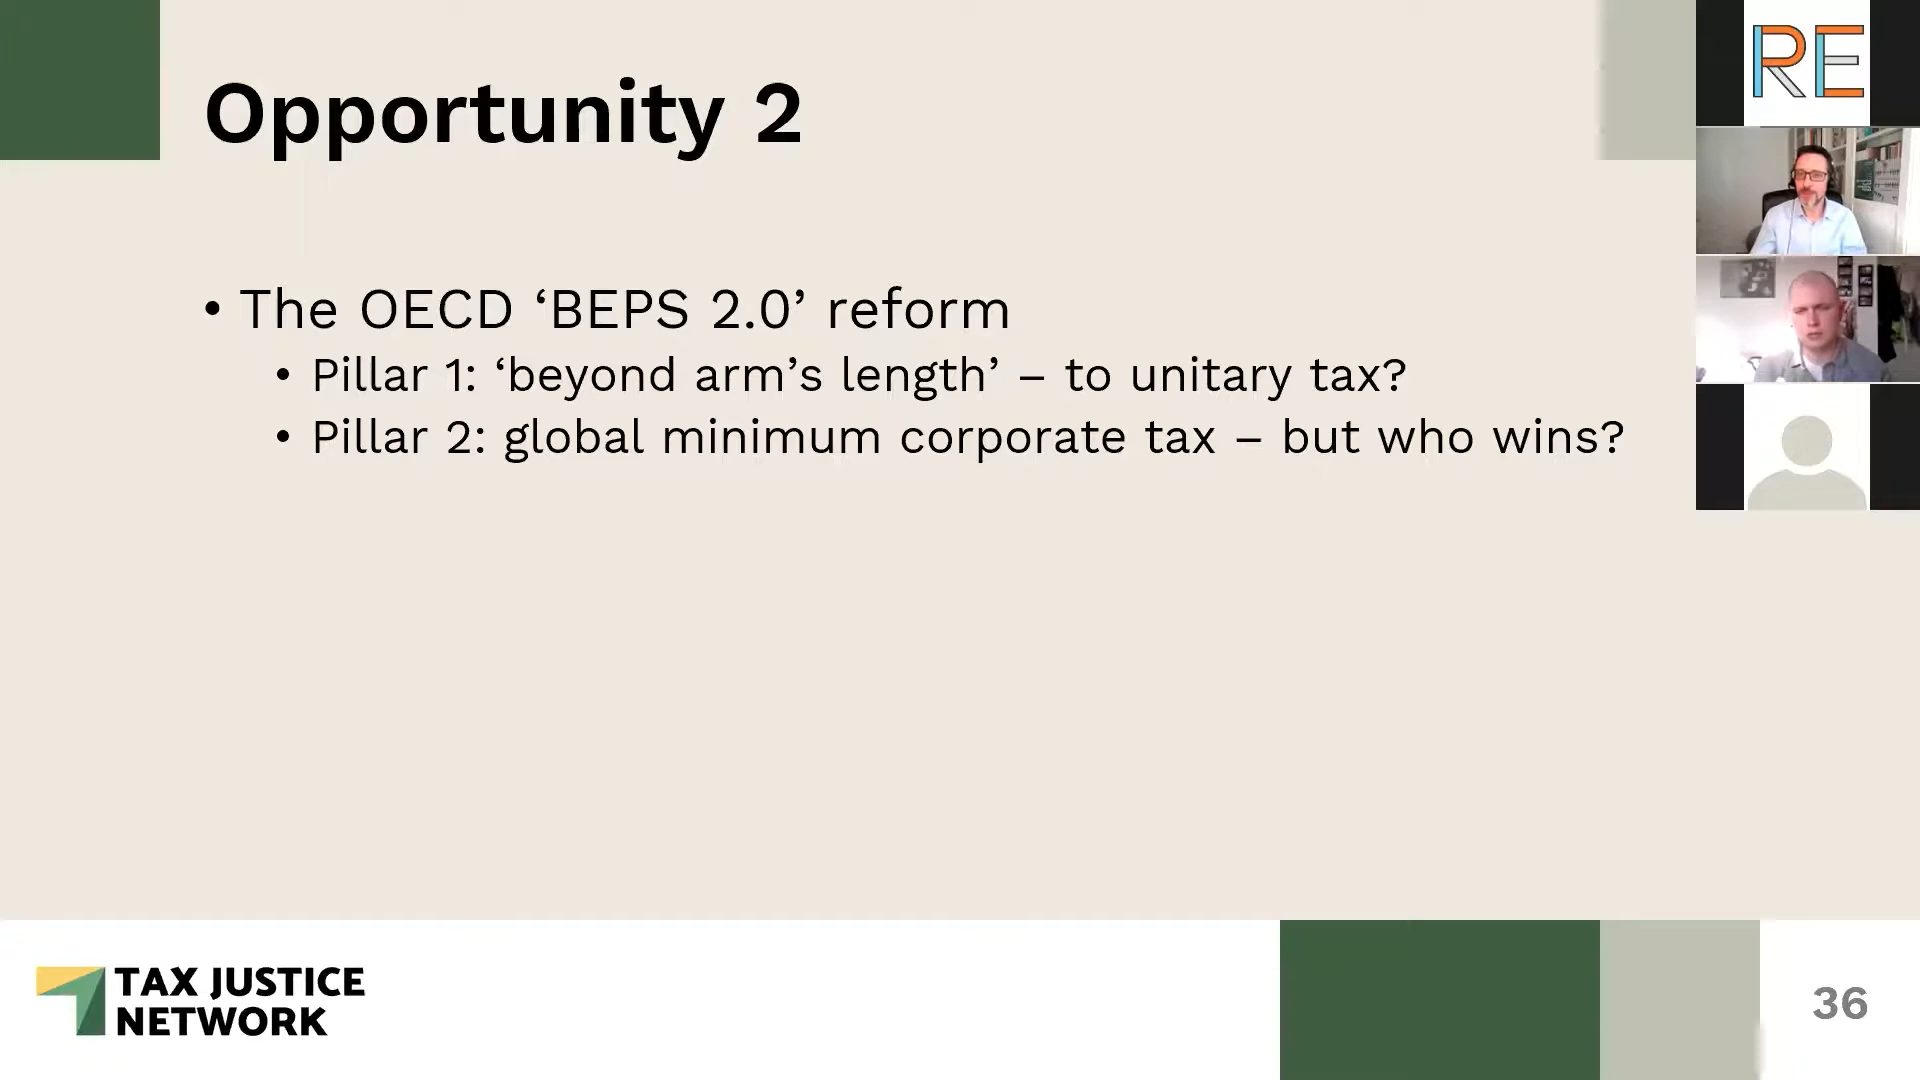 Opportunity 2
RE
• The OECD ‘BEPS 2.0’ reform
• Pillar 1: ‘beyond arm’s length’ – to unitary tax?
• Pillar 2: global minimum corporate tax – but who wins?
TAX JUSTICE
NETWORK
36